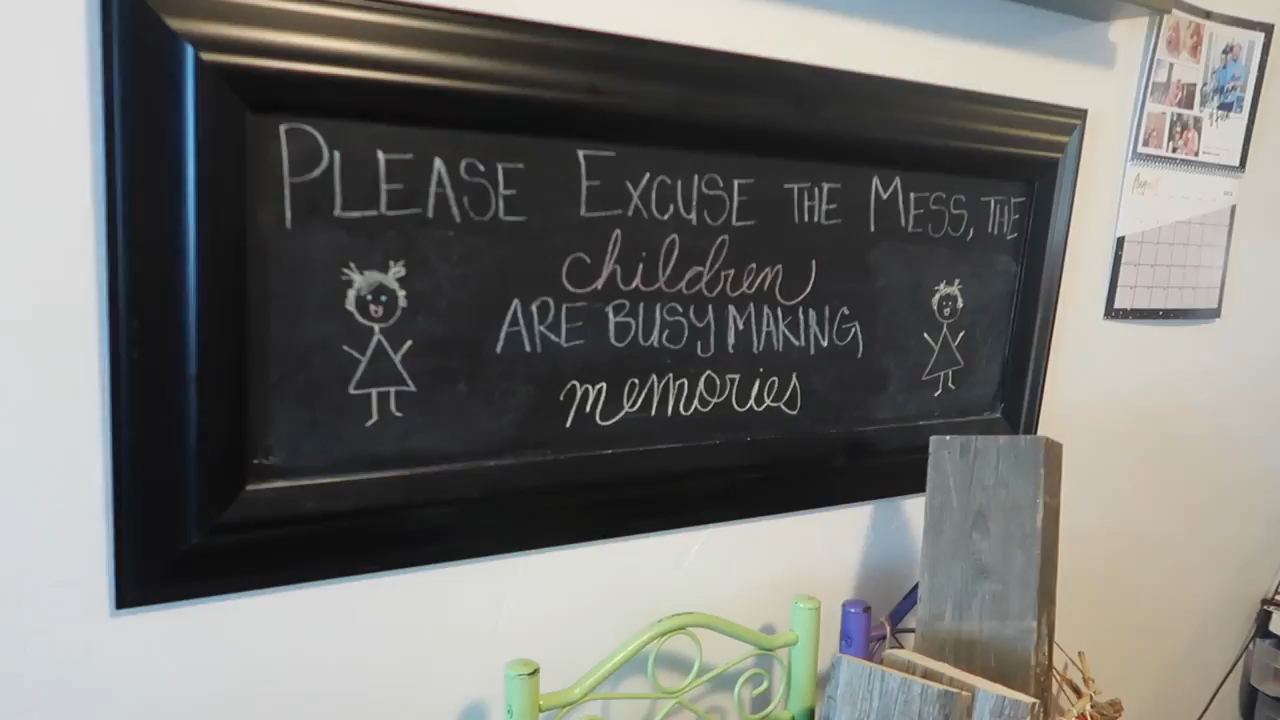 PLEASE EXCUSE THE MESS, THE
children
ARE BUSY MAKING
memories